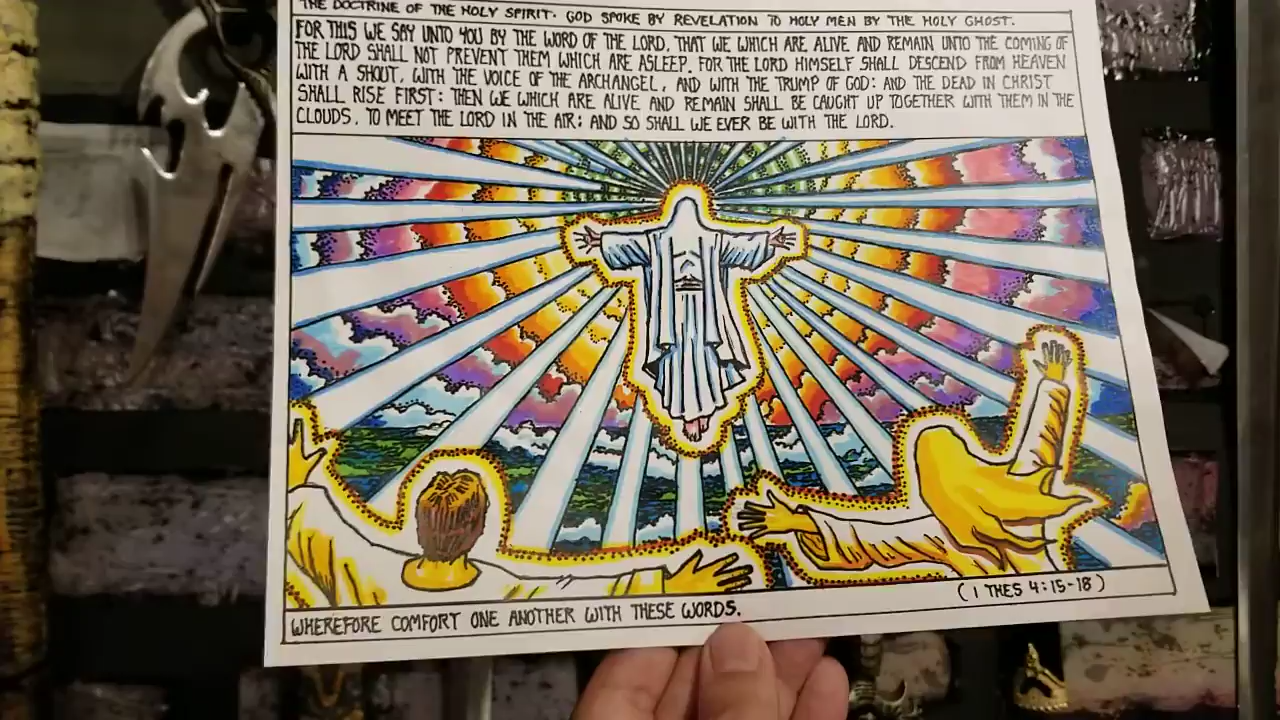 THE DOCTRINE OF THE HOLY SPIRIT. GOD SPOKE BY REVELATION TO HOLY MEN BY THE HOLY GHOST.
FOR THIS WE SAY UNTO YOU BY THE WORD OF THE LORD, THAT WE WHICH ARE ALIVE AND REMAIN UNTO THE COMING OF
THE LORD SHALL NOT PREVENT THEM WHICH ARE ASLEEP. FOR THE LORD HIMSELF SHALL DESCEND FROM HEAVEN
WITH A SHOUT, WITH THE VOICE OF THE ARCHANGEL, AND WITH THE TRUMP OF GOD: AND THE DEAD IN CHRIST
SHALL RISE FIRST: THEN WE WHICH ARE ALIVE AND REMAIN SHALL BE CAUGHT UP TOGETHER WITH THEM IN THE
CLOUDS, TO MEET THE LORD IN THE AIR: AND SO SHALL WE EVER BE WITH THE LORD.
(1 THES 4:15-18)
WHEREFORE COMFORT ONE ANOTHER WITH THESE WORDS.